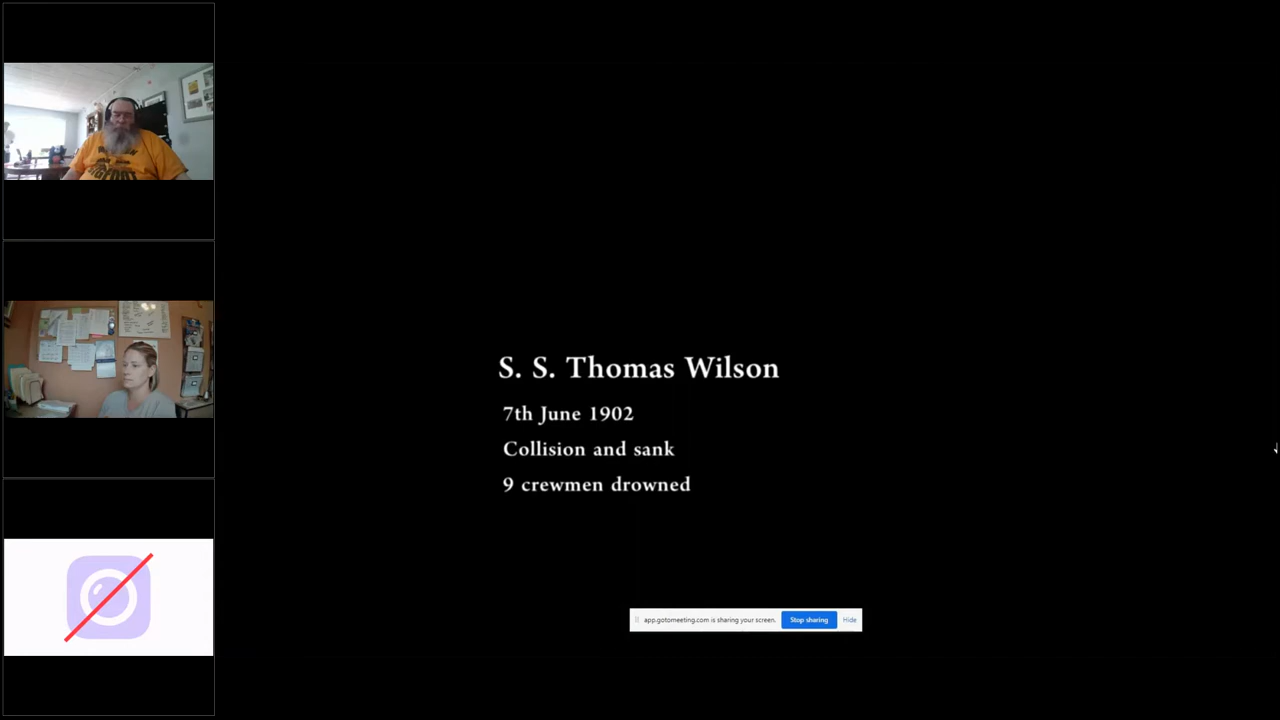 S. S. Thomas Wilson
7th June 1902
Collision and sank
9 crewmen drowned
app.gotomeeting.com is sharing your screen.
Stop sharing
Hide